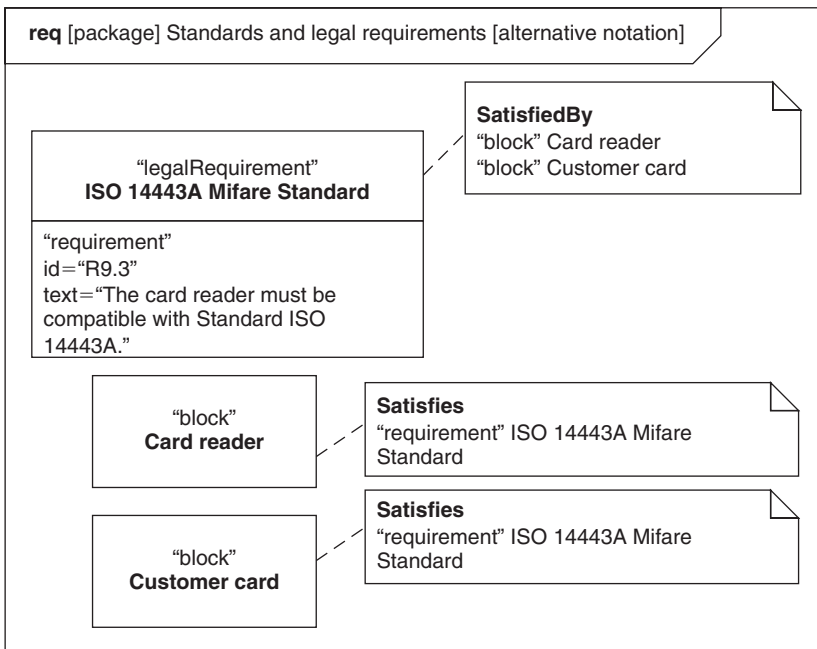 req [package] Standards and legal requirements [alternative notation]
SatisfiedBy
“block” Card reader
“block” Customer card
“legalRequirement”
ISO 14443A Mifare Standard
“requirement”
id=“R9.3”
text=“The card reader must be
compatible with Standard ISO
14443A.”
“block”
Card reader
Satisfies
“requirement” ISO 14443A Mifare
Standard
“block”
Customer card
Satisfies
“requirement” ISO 14443A Mifare
Standard